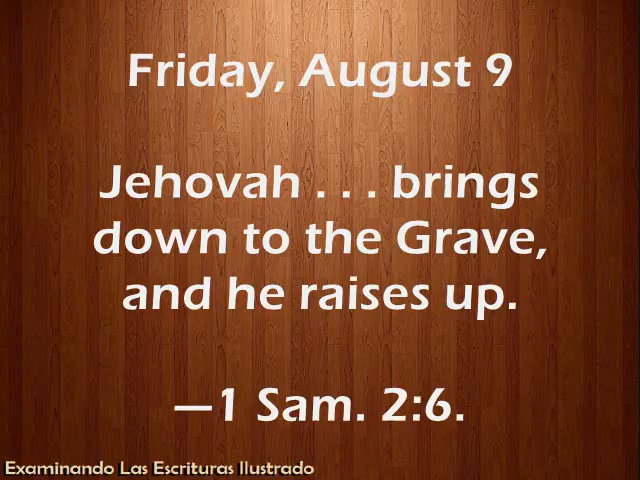 Friday, August 9
Jehovah . . . brings
down to the Grave,
and he raises up.
—1 Sam. 2:6.
Examinando Las Escrituras Ilustrado